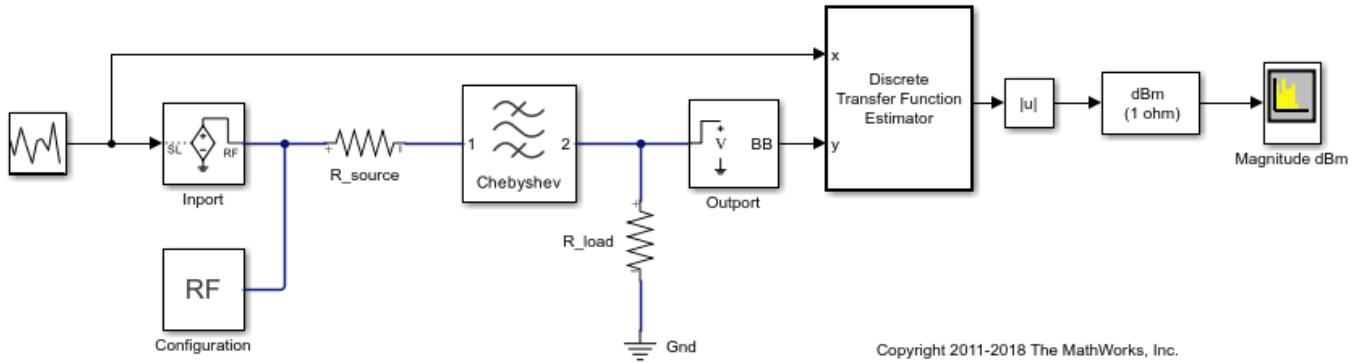 x
Discrete
Transfer Function
Estimator
y
|u|
dBm
(1 ohm)
Magnitude dBm
SL
RF
Inport
R_source
1
2
Chebyshev
V
BB
Outport
R_load
RF
Configuration
Gnd
Copyright 2011-2018 The MathWorks, Inc.